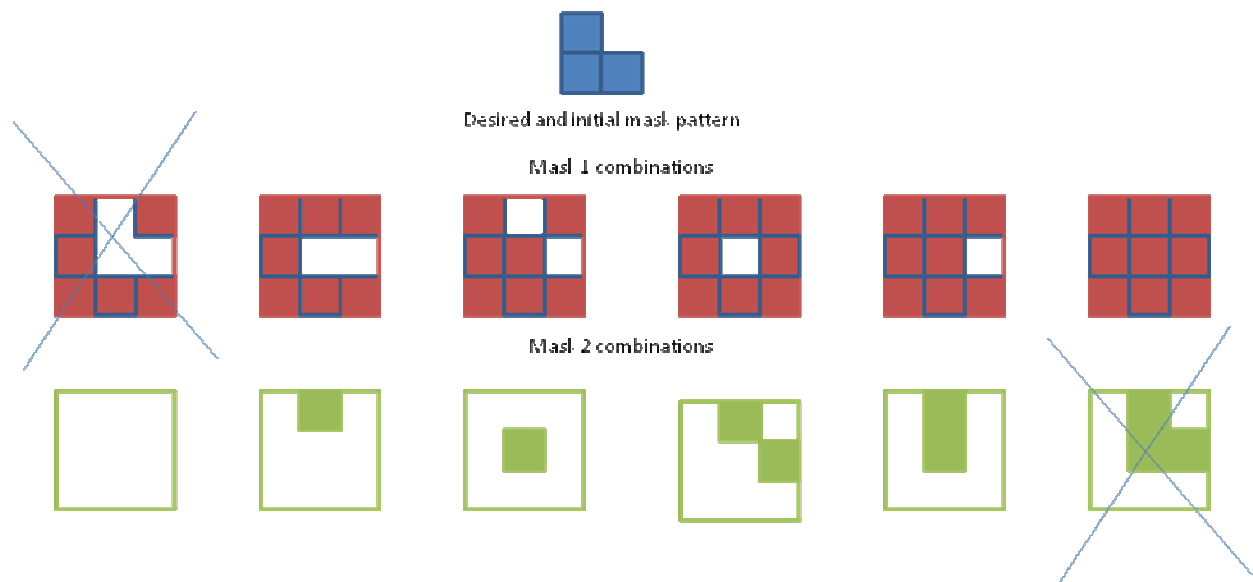 Desired and initial mask pattern
Mask 1 combinations
Mask 2 combinations